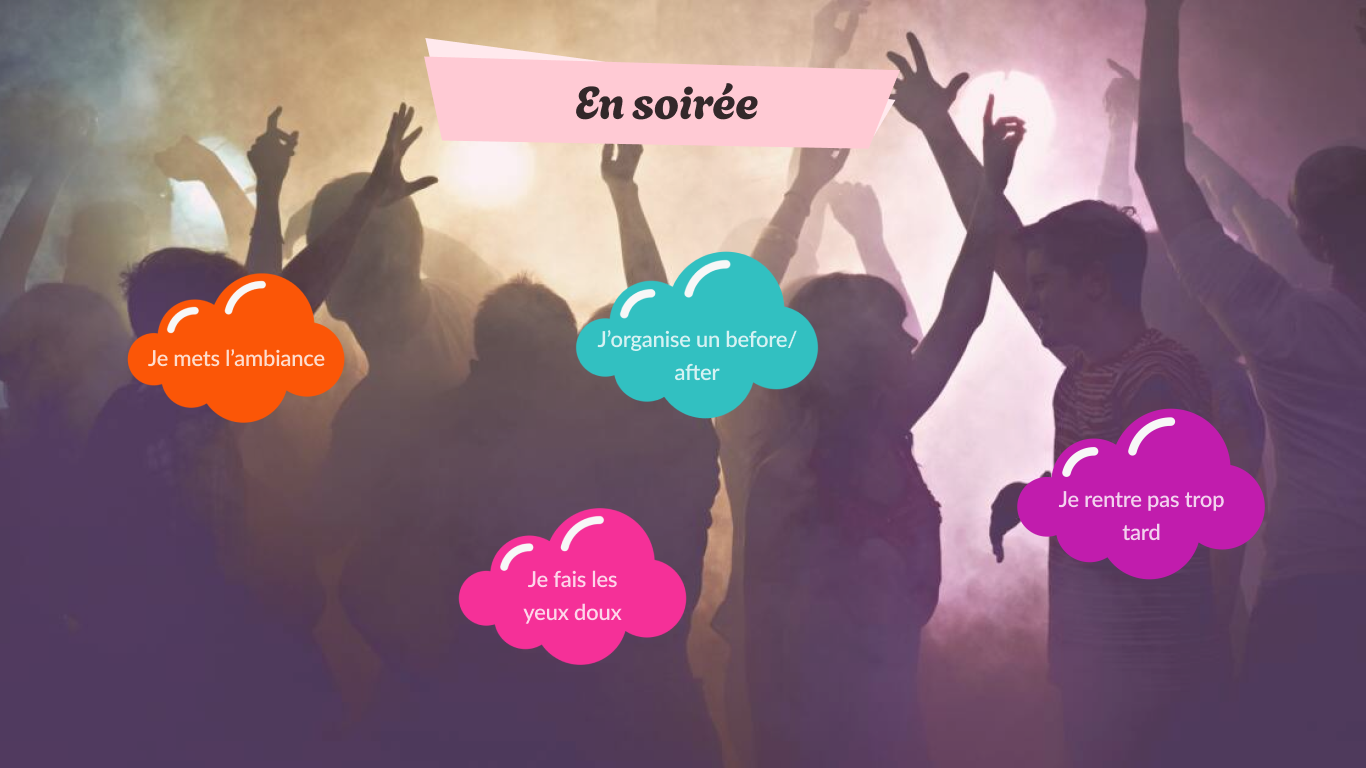 En soirée
Je mets l'ambiance
J'organise un before/
after
Je rentre pas trop
tard
Je fais les
yeux doux